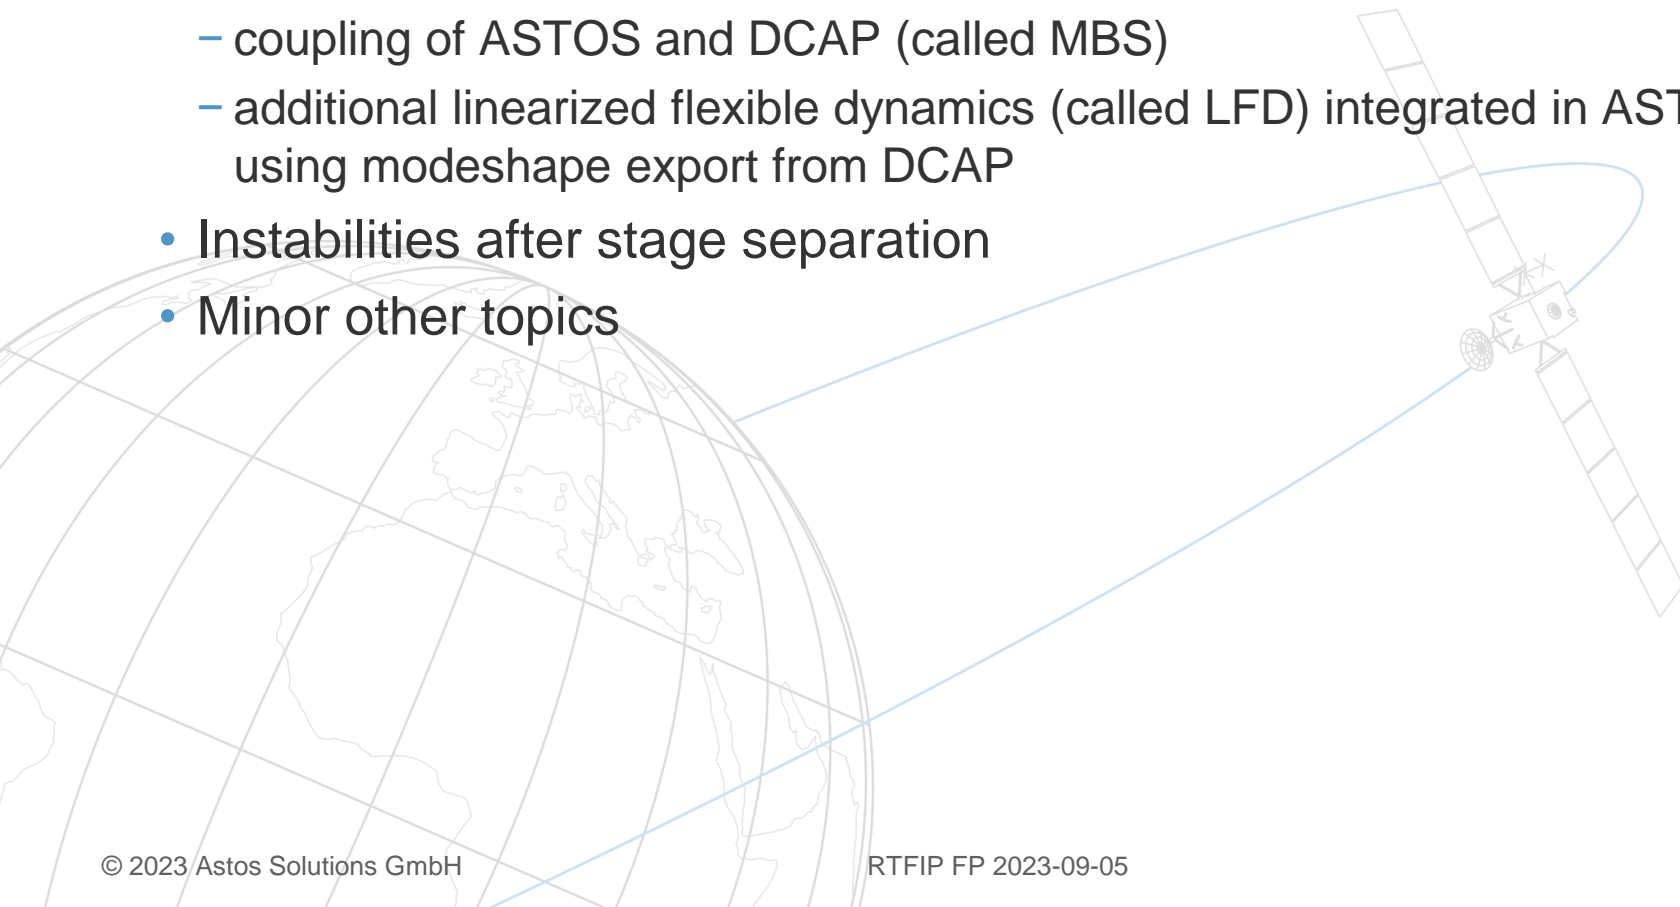 – coupling of ASTOS and DCAP (called MBS)
– additional linearized flexible dynamics (called LFD) integrated in
using modeshape export from DCAP
• Instabilities after stage separation
• Minor other topics
© 2023 Astos Solutions GmbH RTFIP FP 2023-09-05